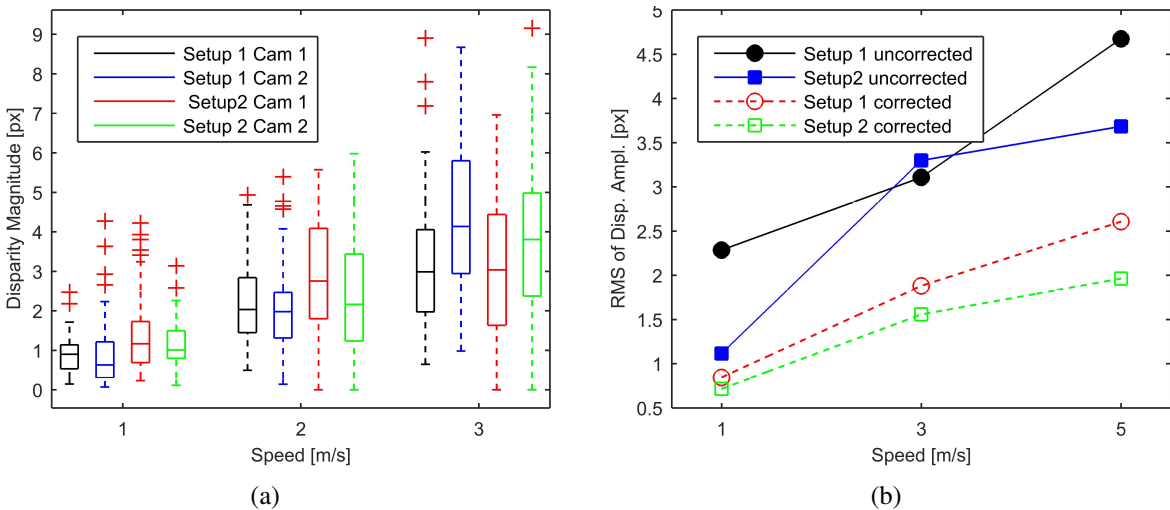 9
8
7
6
5
4
3
2
1
0
Disparity Magnitude [px]
Setup 1 Cam 1
Setup 1 Cam 2
Setup2 Cam 1
Setup 2 Cam 2
1 2 3
Speed [m/s]
(a)
5
4.5
4
3.5
3
2.5
2
1.5
1
0.5
RMS of Disp. Ampl. [px]
Setup 1 uncorrected
Setup2 uncorrected
Setup 1 corrected
Setup 2 corrected
1 3 5
Speed [m/s]
(b)